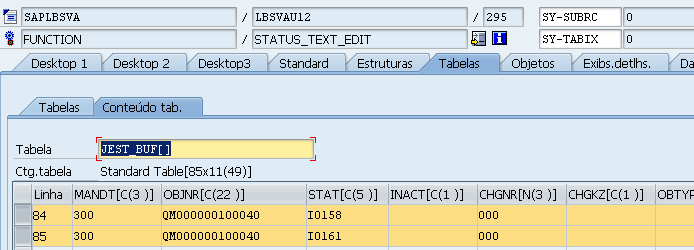 SAPLBSVA / LBSVAU12 / 295 SY-SUBRC 0
FUNCTION / STATUS_TEXT_EDIT SY-TABIX 0
Desktop 1 Desktop 2 Desktop3 Standard Estruturas Tabelas Objetos Exibs.detlhs. Da
Tabelas Conteúdo tab.
Tabela JEST_BUF[]
Ctg.tabela Standard Table[85x11(49)]
Linha MANDT[C(3 )] OBJNR[C(22 )] STAT[C(5 )] INACT[C(1 )] CHGNR[N(3 )] CHGKZ[C(1 )] OBTYP
84 300 QM000000100040 I0158 000
85 300 QM000000100040 I0161 000